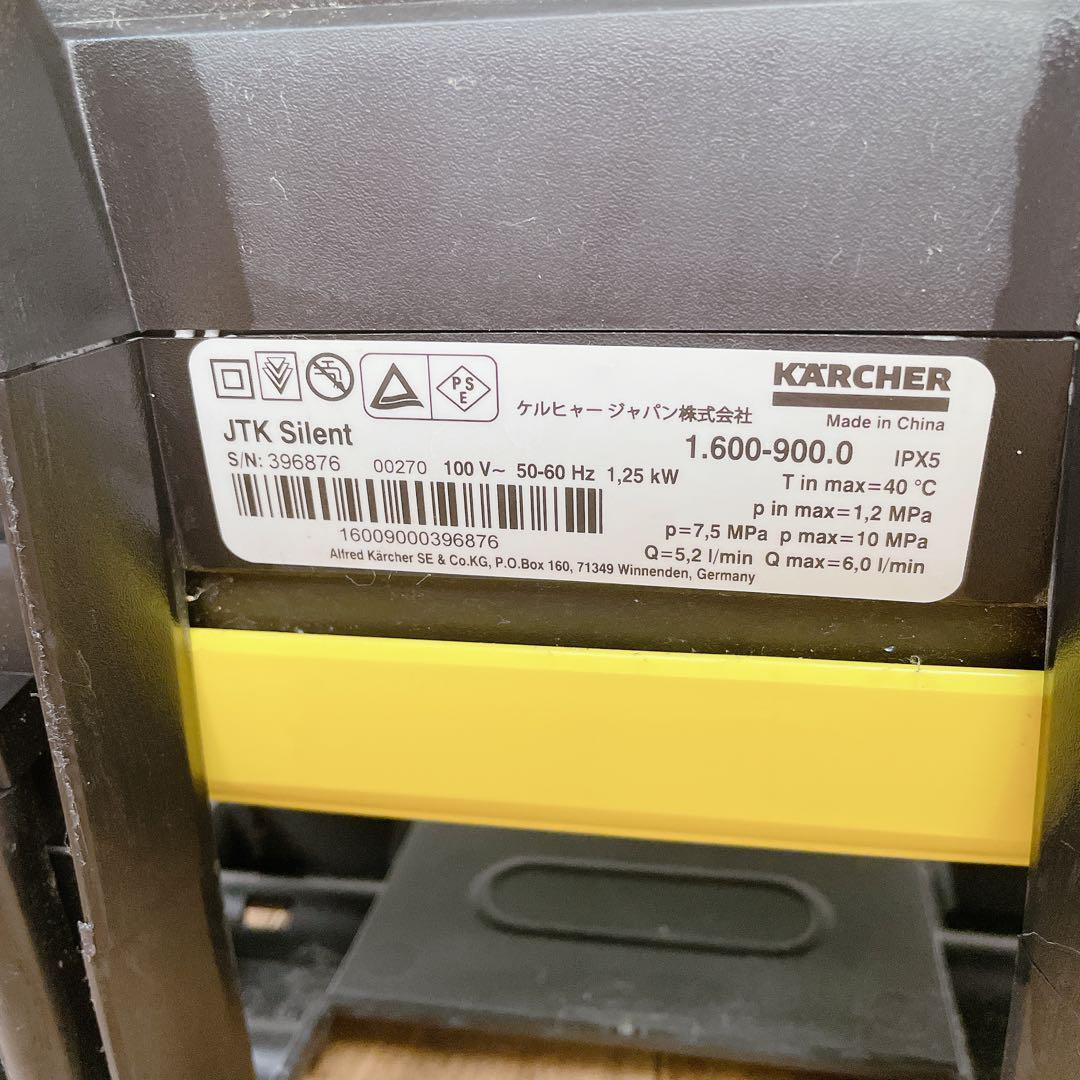 PSE
ケルヒャー ジャパン株式会社
KÄRCHER
Made in China
JTK Silent
1.600-900.0 IPX5
S/N: 396876 00270 100 V~ 50-60 Hz 1,25 kW
T in max=40 °C
p in max=1,2 MPa
16009000396876
p=7,5 MPa p max=10 MPa
Q=5,2 l/min Q max=6,0 l/min
Alfred Kärcher SE & Co.KG, P.O.Box 160, 71349 Winnenden, Germany